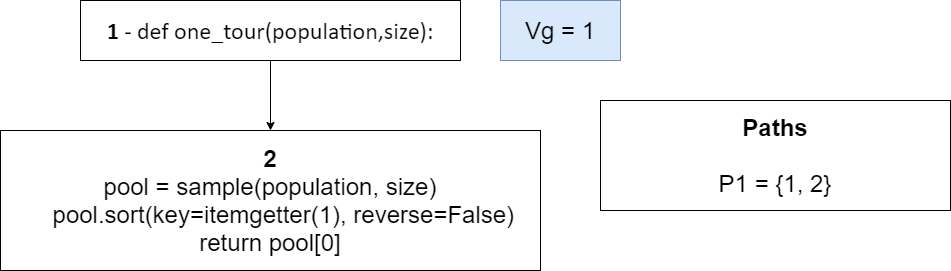 1 - def one_tour(population,size):
Vg = 1
2
pool = sample(population, size)
pool.sort(key=itemgetter(1), reverse=False)
return pool[0]
Paths
P1 = {1, 2}